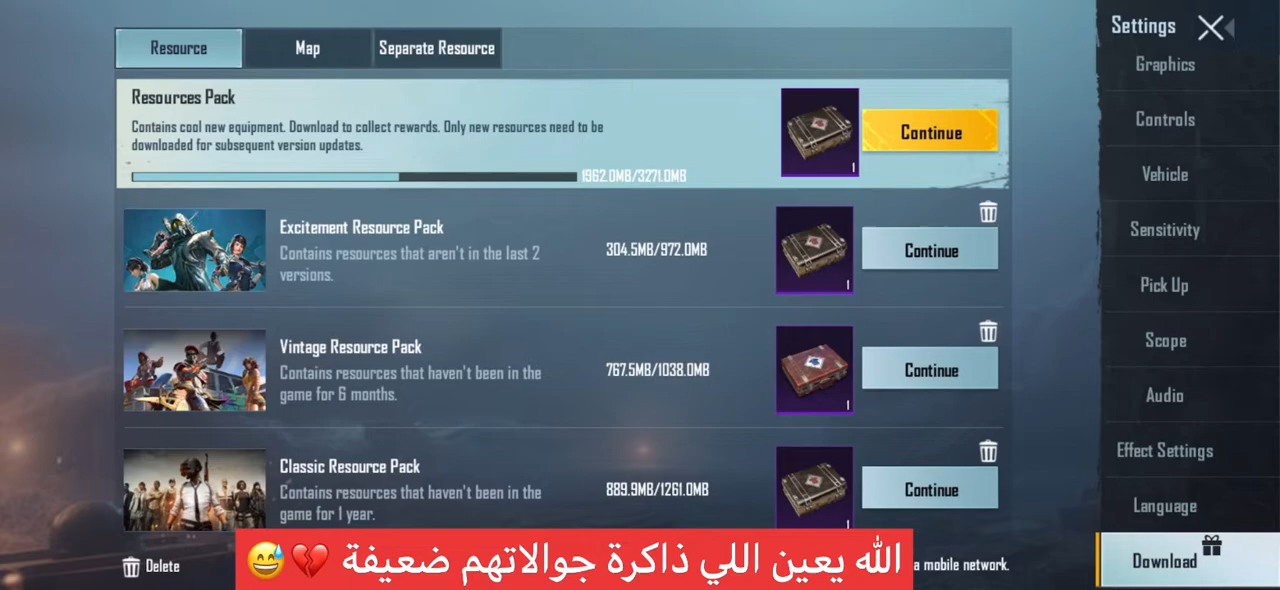 Resource
Map
Separate Resource
Settings
Resources Pack
Contains cool new equipment. Download to collect rewards. Only new resources need to be
downloaded for subsequent version updates.
1962.0MB/3271.0MB
1
Continue
Excitement Resource Pack
Contains resources that aren't in the last 2
versions.
304.5MB/972.0MB
1
Continue
Vintage Resource Pack
Contains resources that haven't been in the
game for 6 months.
767.5MB/1038.0MB
1
Continue
Classic Resource Pack
Contains resources that haven't been in the
game for 1 year.
889.9MB/1261.0MB
1
Continue
Delete
الله يعين اللي ذاكرة جوالاتهم ضعيفة 💔😅
a mobile network.
Graphics
Controls
Vehicle
Sensitivity
Pick Up
Scope
Audio
Effect Settings
Language
Download